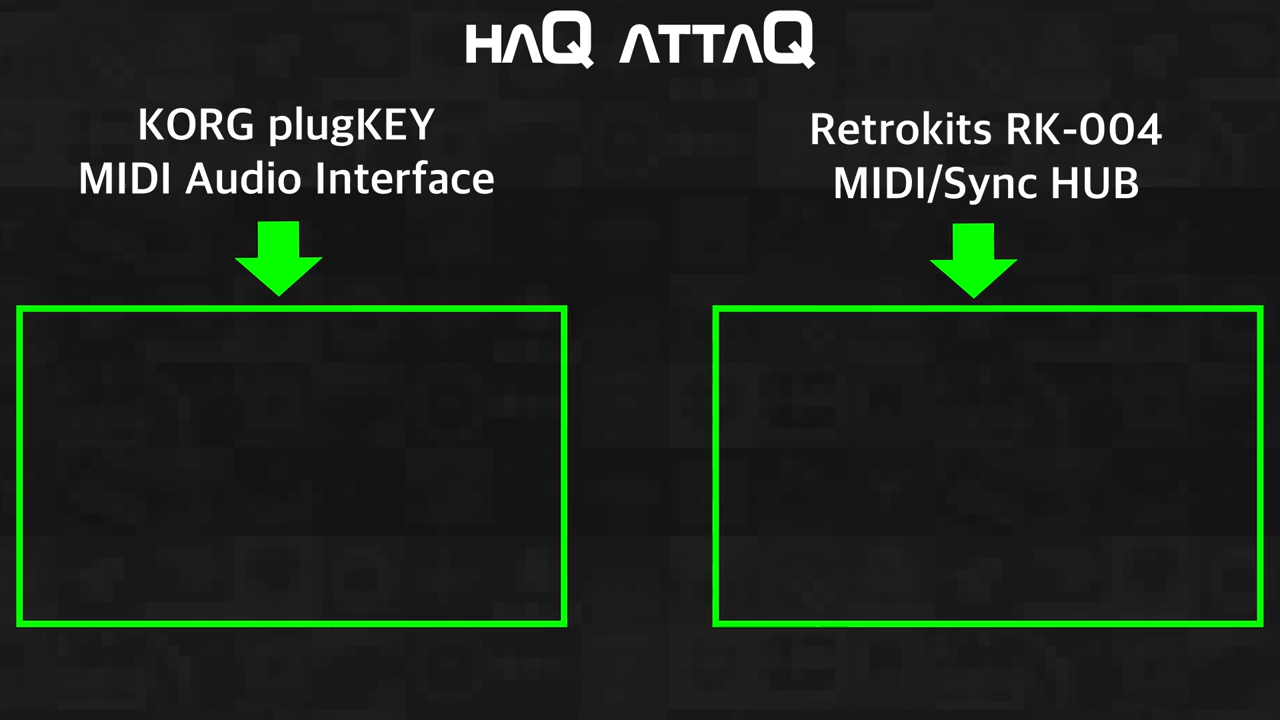 HAQ ATTAQ
KORG plugKEY
MIDI Audio Interface
Retrokits RK-004
MIDI/Sync HUB